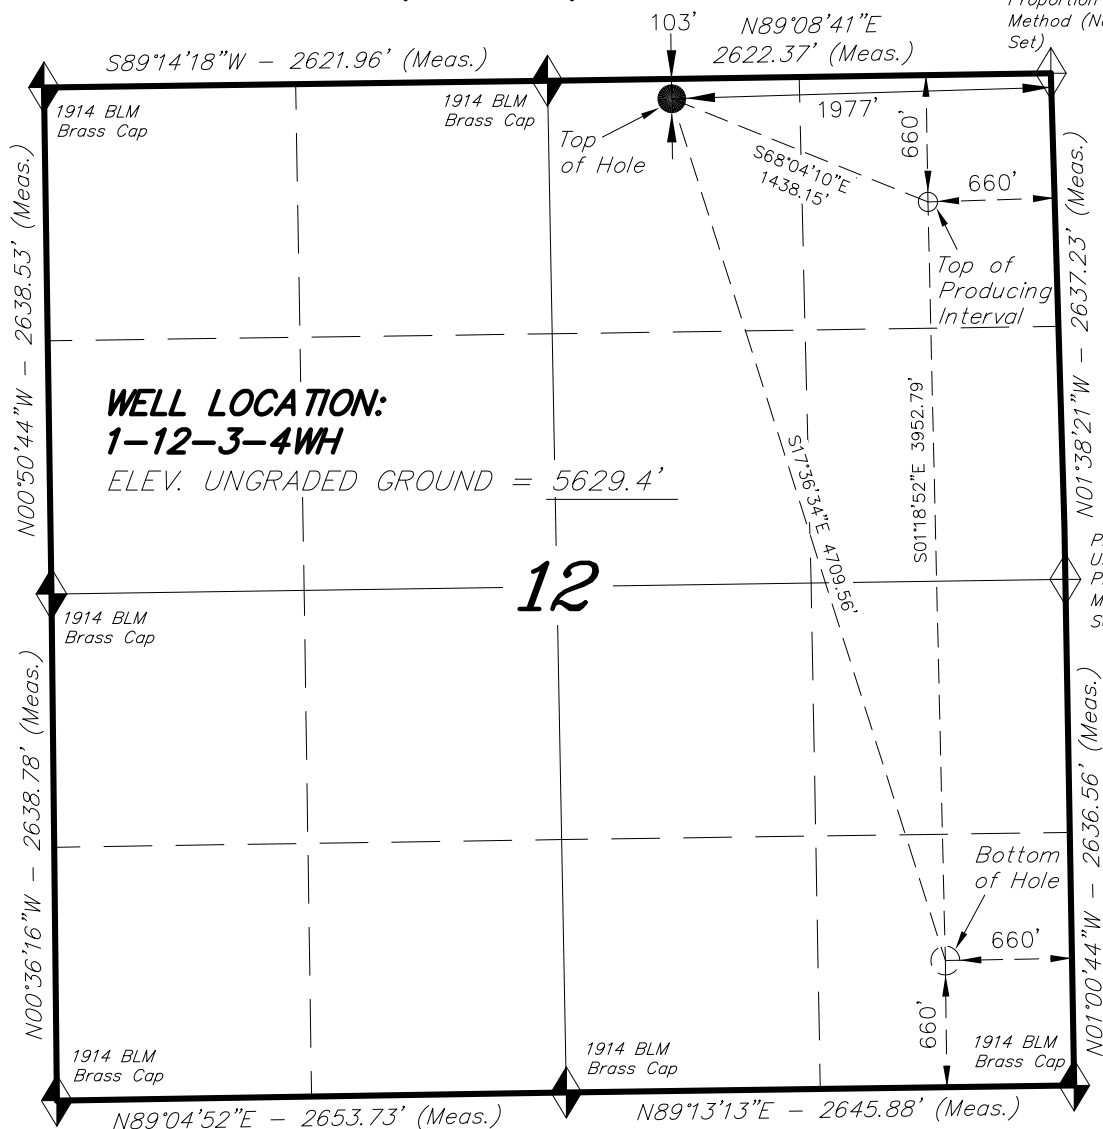 Proportion
Method (No
Set)
103'
N89°08'41"E
2622.37' (Meas.)
S89°14'18"W – 2621.96' (Meas.)
1914 BLM
Brass Cap
1914 BLM
Brass Cap
Top
of Hole
1977'
660'
S68°04'10"E
1438.15'
660'
Top of
Producing
Interval
N00°50'44"W – 2638.53' (Meas.)
N01°38'21"W – 2637.23' (Meas.)
WELL LOCATION:
1–12–3–4WH
ELEV. UNGRADED GROUND = 5629.4'
S17°36'34"E 4709.56'
S01°18'52"E 3952.79'
12
1914 BLM
Brass Cap
N00°36'16"W – 2638.78' (Meas.)
N01°00'44"W – 2636.56' (Meas.)
Bottom
of Hole
660'
660'
1914 BLM
Brass Cap
1914 BLM
Brass Cap
1914 BLM
Brass Cap
N89°04'52"E – 2653.73' (Meas.)
N89°13'13"E – 2645.88' (Meas.)